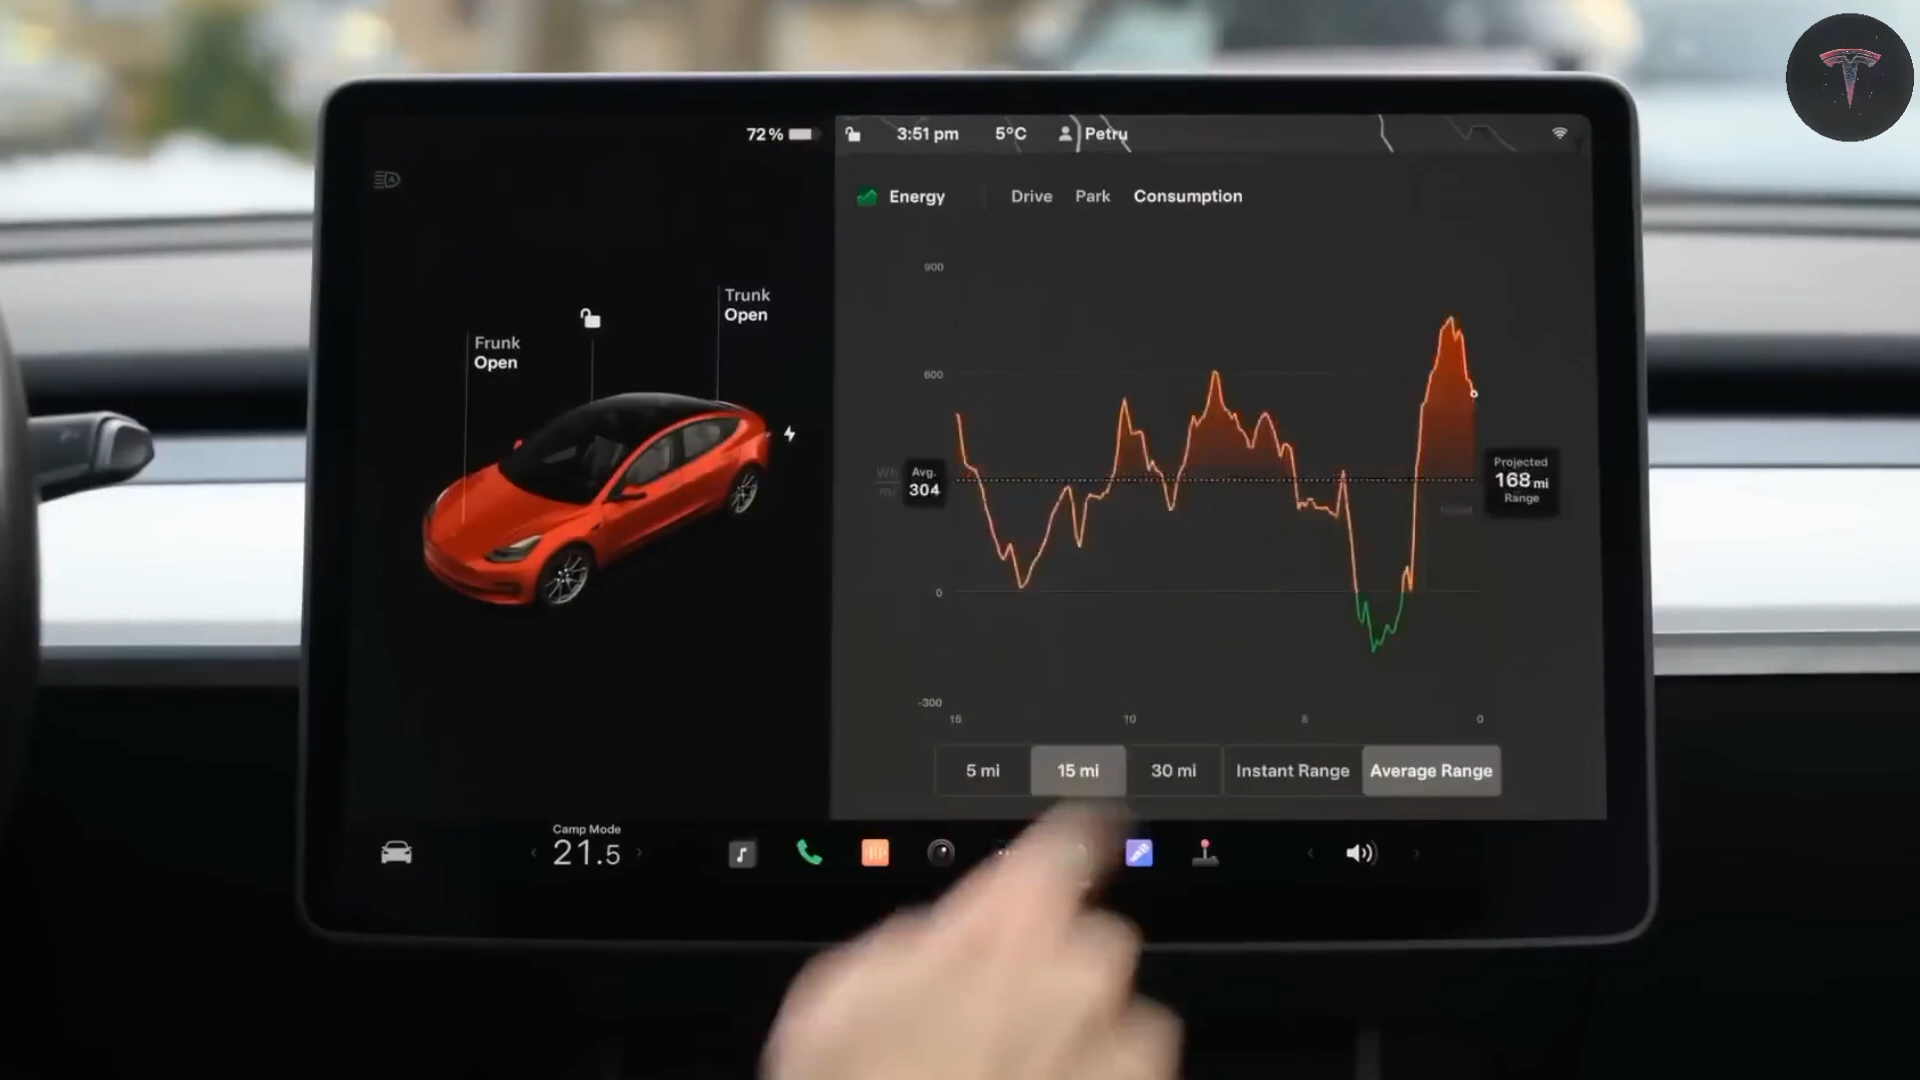 72 %
3:51 pm
5°C
Petru
Energy
Drive
Park
Consumption
Trunk
Open
Frunk
Open
900
600
Avg.
304
Projected
168 mi
Range
0
-300
10
0
5 mi
15 mi
30 mi
Instant Range
Average Range
Camp Mode
21.5